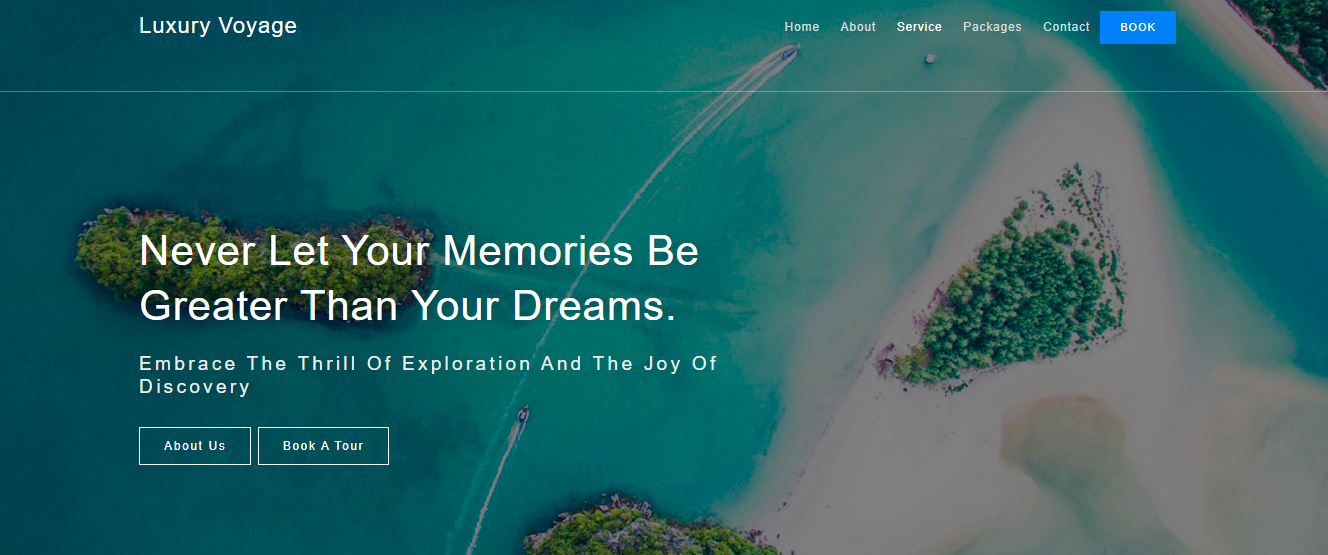 Luxury Voyage
Home About Service Packages Contact BOOK
Never Let Your Memories Be
Greater Than Your Dreams.
Embrace The Thrill Of Exploration And The Joy Of
Discovery
About Us Book A Tour